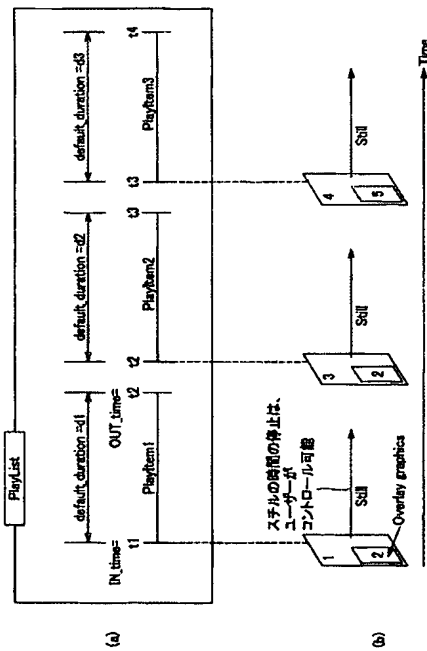 PlayList
(a)
default_duration =d1
default_duration =d2
default_duration =d3
IN_time=
t1
OUT_time=
t2
t2
t3
t3
t4
PlayItem1
PlayItem2
PlayItem3
(b)
ステルの時間の停止は、
ユーザーが
コントロール可能
1
2
Still
3
2
Still
4
5
Still
Overlay graphics
Time